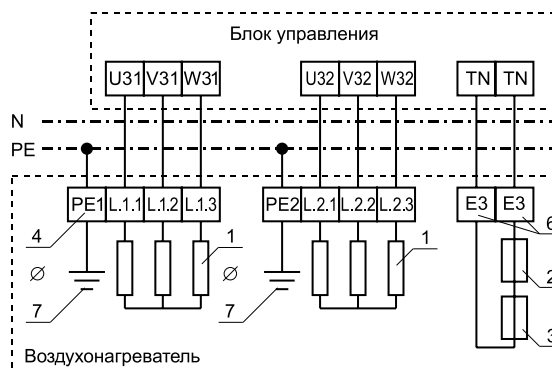 Блок управления
U31 V31 W31 U32 V32 W32 TN TN
N
PE
PE1 L.1.1 L.1.2 L.1.3 PE2 L.2.1 L.2.2 L.2.3 E3 E3
4 1 1 6
⌀ ⌀ 2
7 7 3
Воздухонагреватель